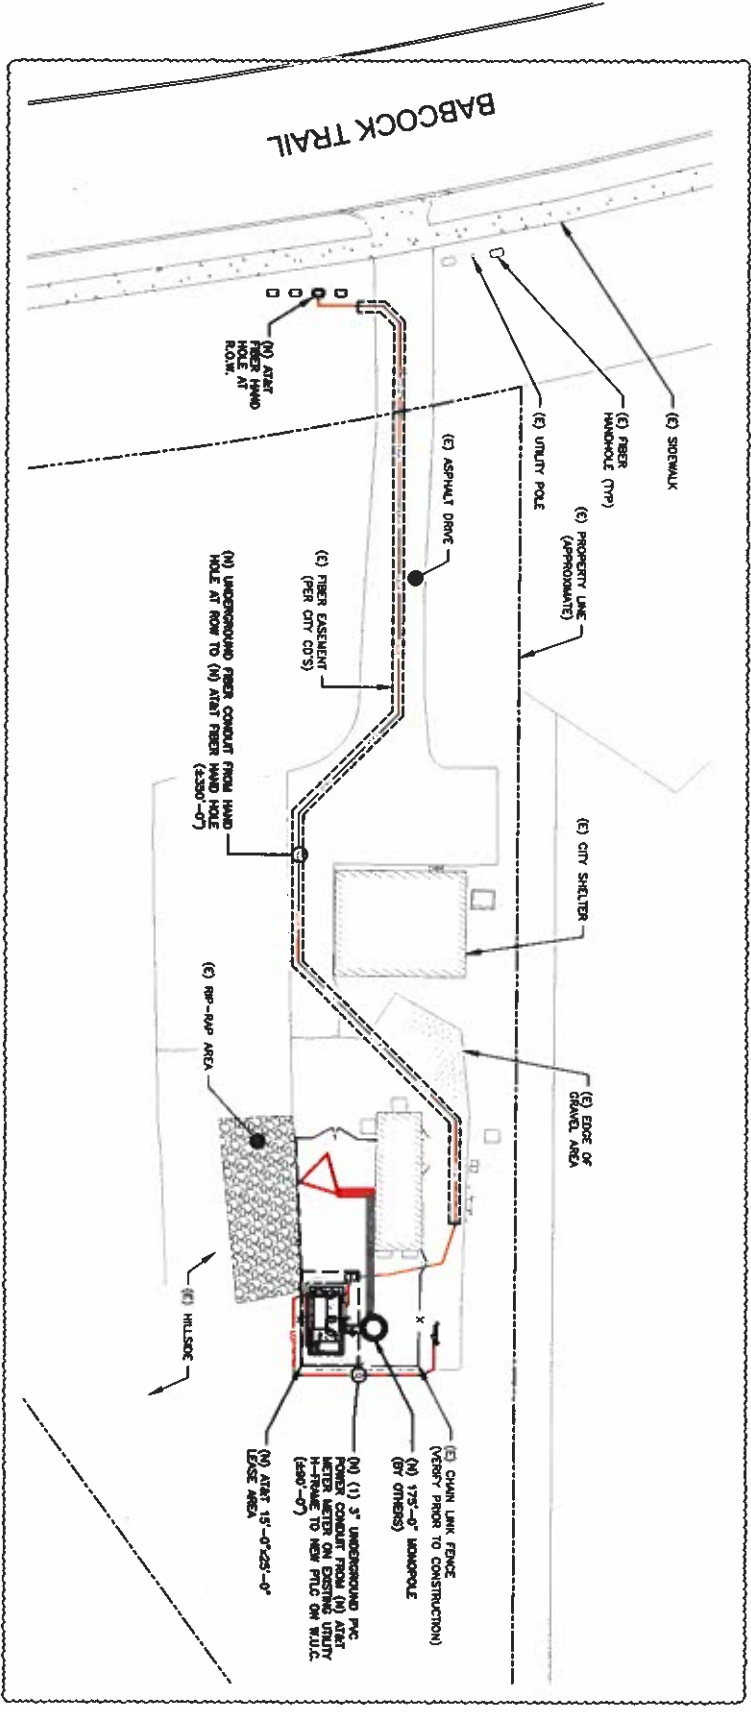 BABCOCK TRAIL
(E) SIDEWALK
(E) FIBER
HANDHOLE (TYP)
(E) UTILITY POLE
(E) PROPERTY LINE
(APPROXIMATE)
(E) ASPHALT DRIVE
(N) AT&T
FIBER HAND
HOLE AT
R.O.W.
(E) FIBER EASEMENT
(PER CITY CD'S)
(N) UNDERGROUND FIBER CONDUIT FROM HAND
HOLE AT ROW TO (N) AT&T FIBER HAND HOLE
(±350'-0")
(E) CITY SHELTER
(E) EDGE OF
GRAVEL AREA
(E) RIP-RAP AREA
(E) HILLSIDE
X
(E) CHAIN LINK FENCE
(VERIFY PRIOR TO CONSTRUCTION)
(N) 175'-0" MONOPOLE
(BY OTHERS)
(N) (1) 3" UNDERGROUND PVC
POWER CONDUIT FROM (N) AT&T
METER METER ON EXISTING UTILITY
H-FRAME TO NEW PTLC ON W.U.C.
(±90'-0")
(N) AT&T 15'-0"x25'-0"
LEASE AREA